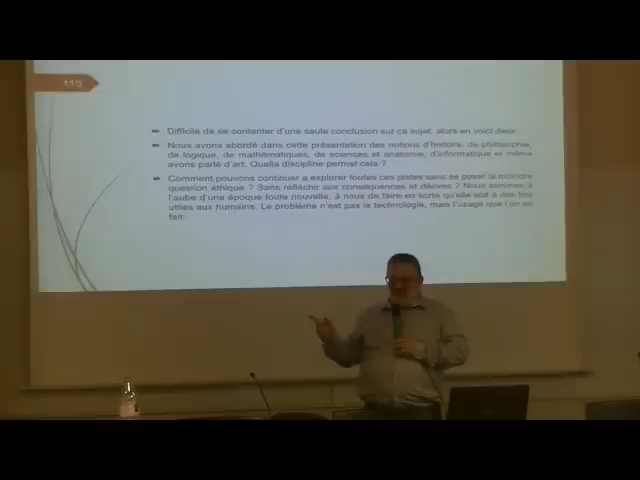 115
Difficile de se contenter d'une seule conclusion sur ce sujet, alors en voici deux
Nous avons abordé dans cette présentation des notions d'histoire, de philosophie,
de logique, de mathématiques, de sciences et anatomie, d'informatique et même
avons parlé d'art. Quelle discipline permet cela ?
Comment pouvons continuer a explorer toutes ces pistes sans se poser la moindre
question éthique ? Sans réfléchir aux conséquences et dérives ? Nous sommes à
l'aube d'une époque toute nouvelle, à nous de faire en sorte qu'elle soit à des fins
utiles aux humains. Le problème n'est pas la technologie, mais l'usage que l'on en
fait.